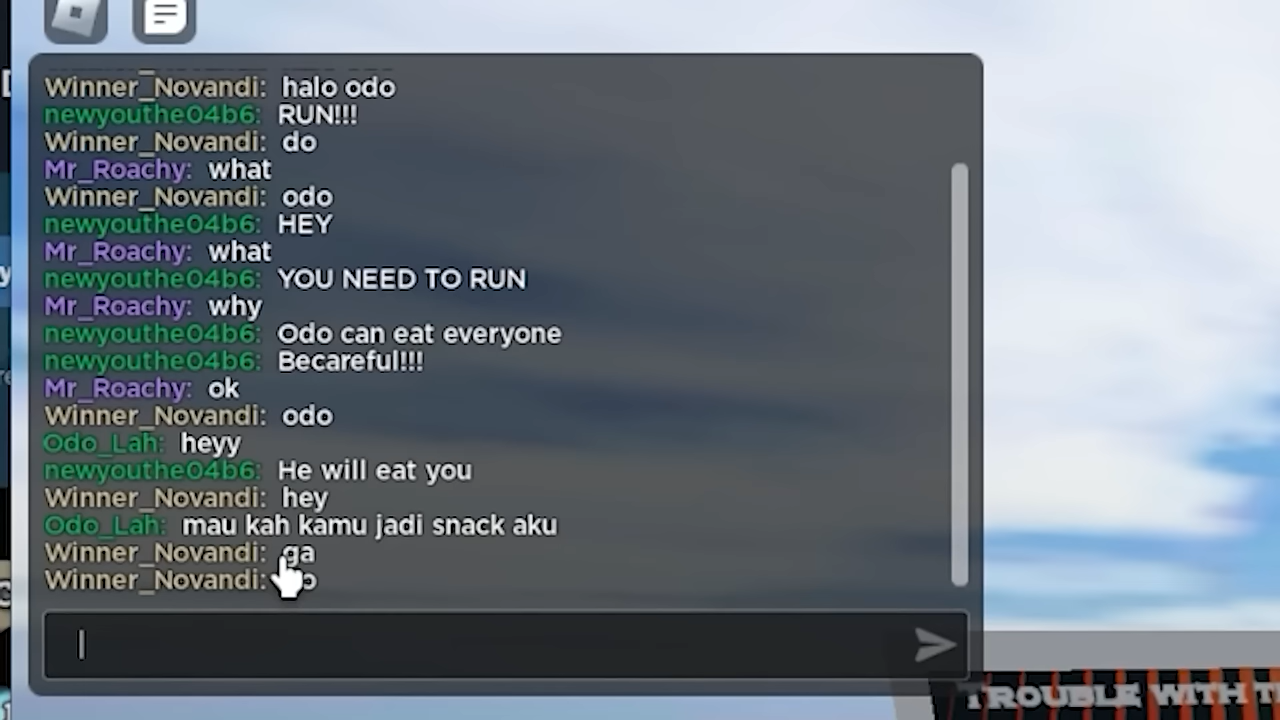 Winner_Novandi: halo odo
newyouthe04b6: RUN!!!
Winner_Novandi: do
Mr_Roachy: what
Winner_Novandi: odo
newyouthe04b6: HEY
Mr_Roachy: what
newyouthe04b6: YOU NEED TO RUN
Mr_Roachy: why
newyouthe04b6: Odo can eat everyone
newyouthe04b6: Becareful!!!
Mr_Roachy: ok
Winner_Novandi: odo
Odo_Lah: heyy
newyouthe04b6: He will eat you
Winner_Novandi: hey
Odo_Lah: mau kah kamu jadi snack aku
Winner_Novandi: ga
Winner_Novandi:
TROUBLE WITH